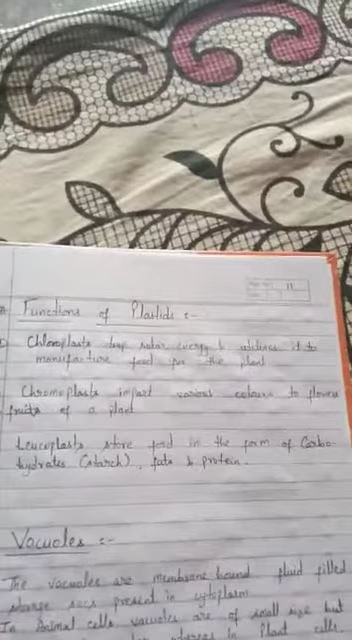 11
Functions of Plastids :-
Chloroplasts trap solar energy & utilises it to
manufacture food for the plant
Chromoplasts impart various colours to flowers
fruits of a plant
Leucoplasts store food in the form of Carbo-
hydrates (starch), fats & protein.
Vacuoles :-
The vacuoles are membrane bound fluid filled
storage sacs present in cytoplasm
In Animal cells vacuoles are of small size but
Plant cells